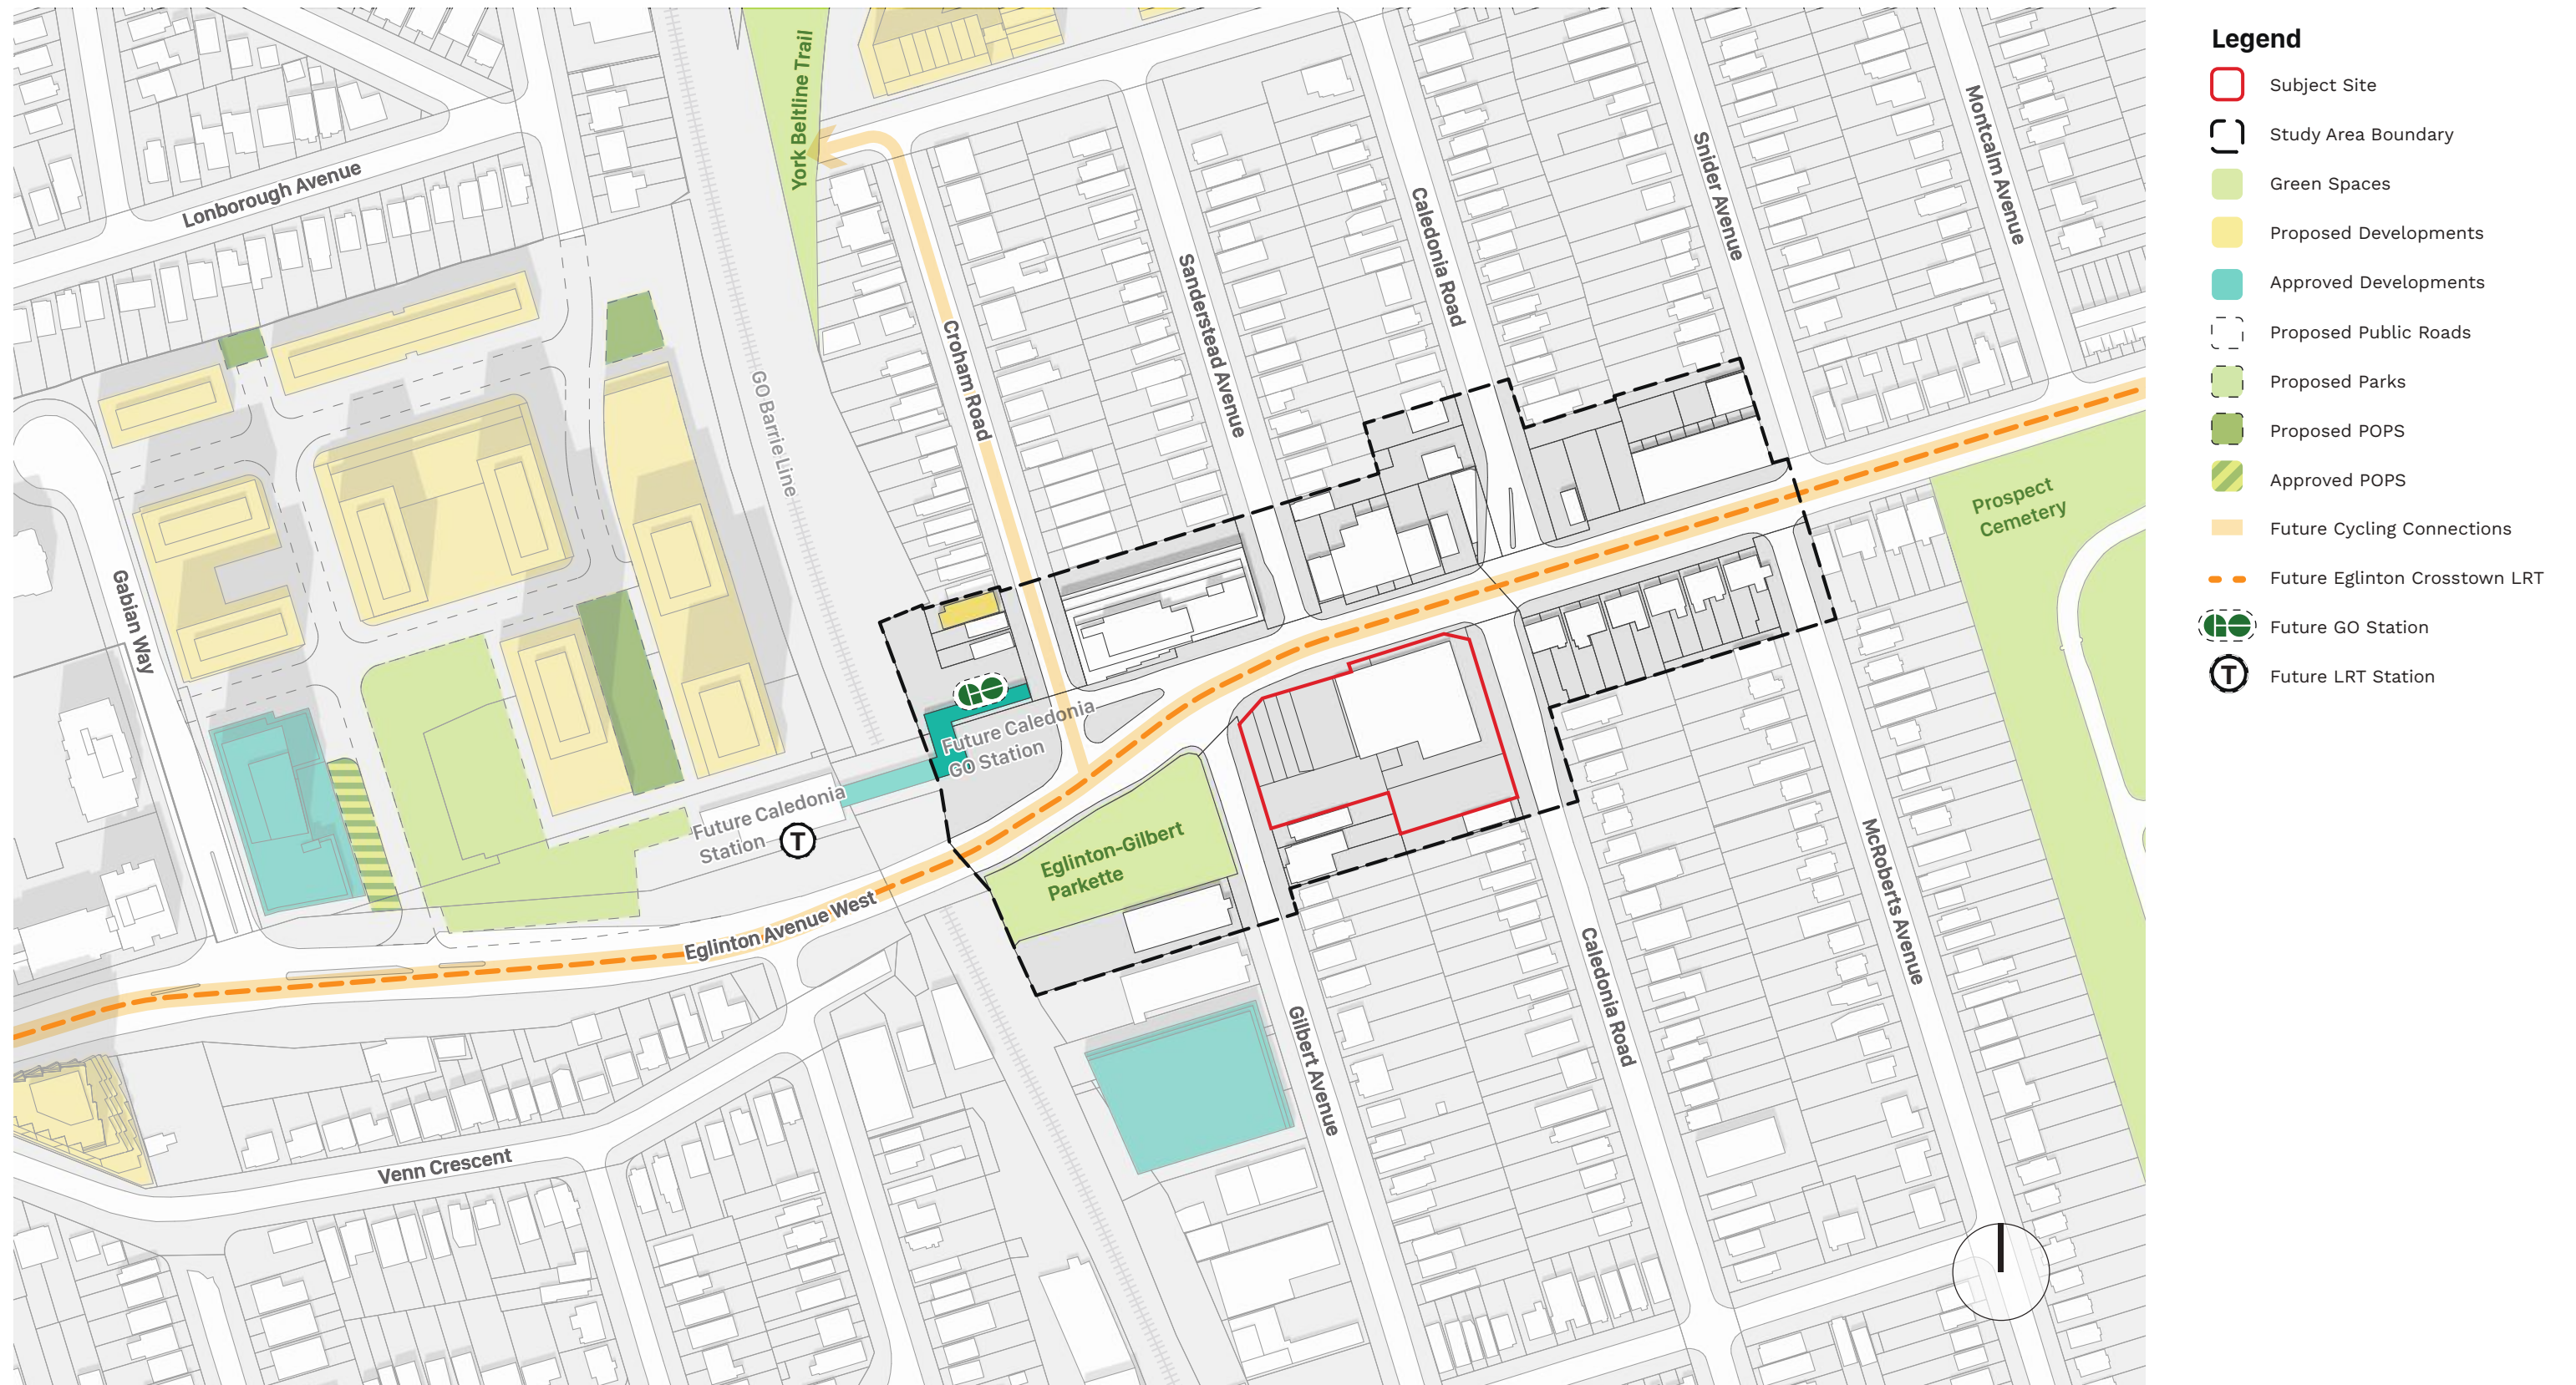 York Beltline Trail
Lonborough Avenue
GO Barrie Line
Croham Road
Sanderstead Avenue
Caledonia Road
Snider Avenue
Montcalm Avenue
Prospect
Cemetery
Gabian Way
Future Caledonia
GO Station
Future Caledonia
Station
T
Eglinton-Gilbert
Parkette
Eglinton Avenue West
McRoberts Avenue
Caledonia Road
Gilbert Avenue
Venn Crescent
Legend
Subject Site
Study Area Boundary
Green Spaces
Proposed Developments
Approved Developments
Proposed Public Roads
Proposed Parks
Proposed POPS
Approved POPS
Future Cycling Connections
Future Eglinton Crosstown LRT
GO Future GO Station
T Future LRT Station